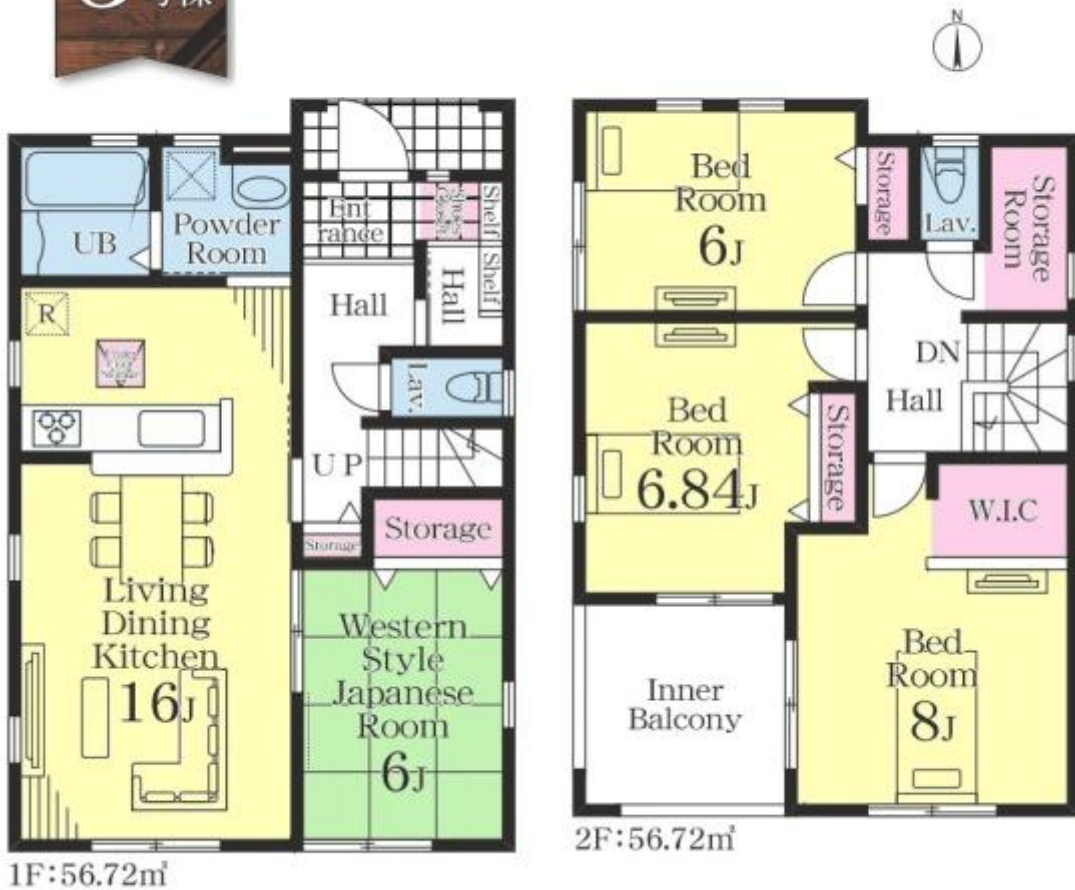 号棟
N
UB
Powder
Room
Ent
rance
Shelf
Shelf
R
Hall
Hall
Lav.
UP
Storage
Storage
Living
Dining
Kitchen
16J
Western
Style
Japanese
Room
6J
1F:56.72㎡
Bed
Room
6J
Storage
Lav.
Storage
Room
DN
Hall
Bed
Room
6.84J
Storage
W.I.C
Inner
Balcony
Bed
Room
8J
2F:56.72㎡